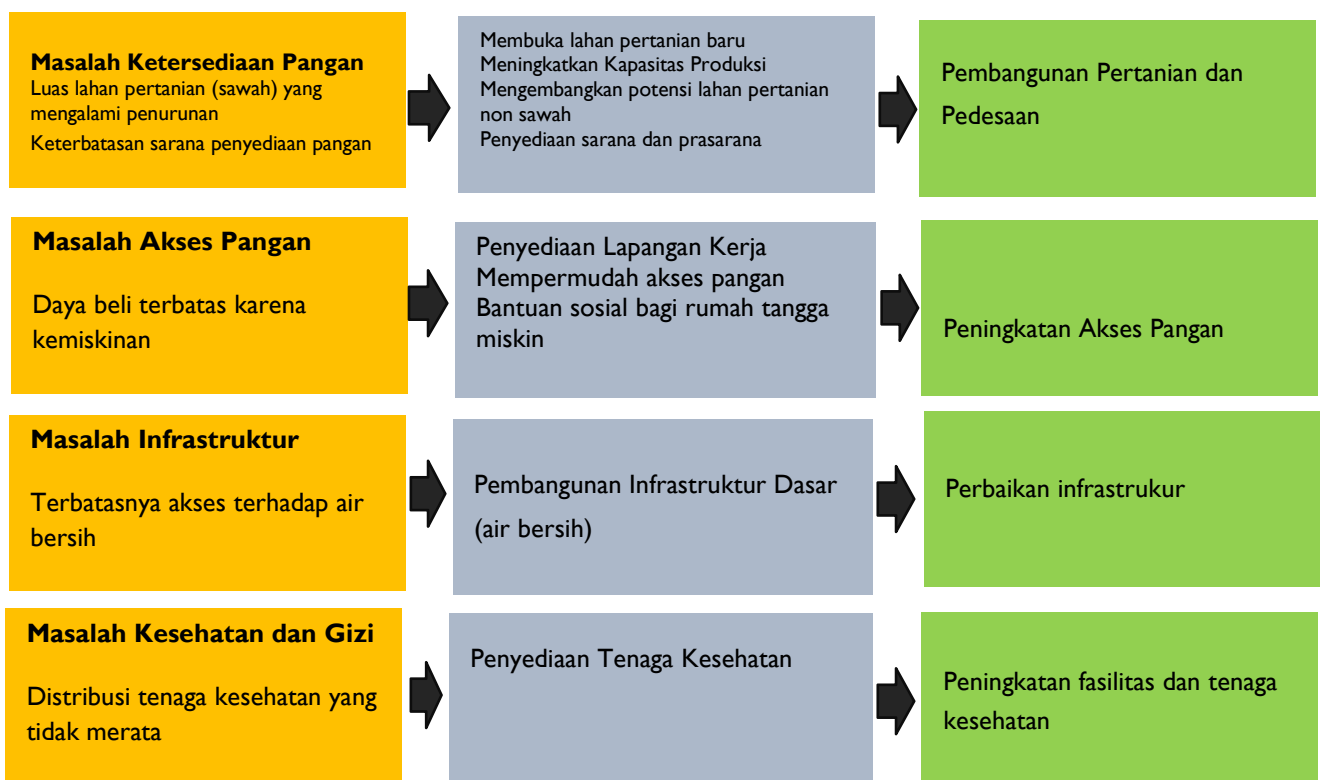 Masalah Ketersediaan Pangan
Luas lahan pertanian (sawah) yang
mengalami penurunan
Keterbatasan sarana penyediaan pangan
Membuka lahan pertanian baru
Meningkatkan Kapasitas Produksi
Mengembangkan potensi lahan pertanian
non sawah
Penyediaan sarana dan prasarana
Pembangunan Pertanian dan
Pedesaan
Masalah Akses Pangan
Daya beli terbatas karena
kemiskinan
Penyediaan Lapangan Kerja
Mempermudah akses pangan
Bantuan sosial bagi rumah tangga
miskin
Peningkatan Akses Pangan
Masalah Infrastruktur
Terbatasnya akses terhadap air
bersih
Pembangunan Infrastruktur Dasar
(air bersih)
Perbaikan infrastrukur
Masalah Kesehatan dan Gizi
Distribusi tenaga kesehatan yang
tidak merata
Penyediaan Tenaga Kesehatan
Peningkatan fasilitas dan tenaga
kesehatan